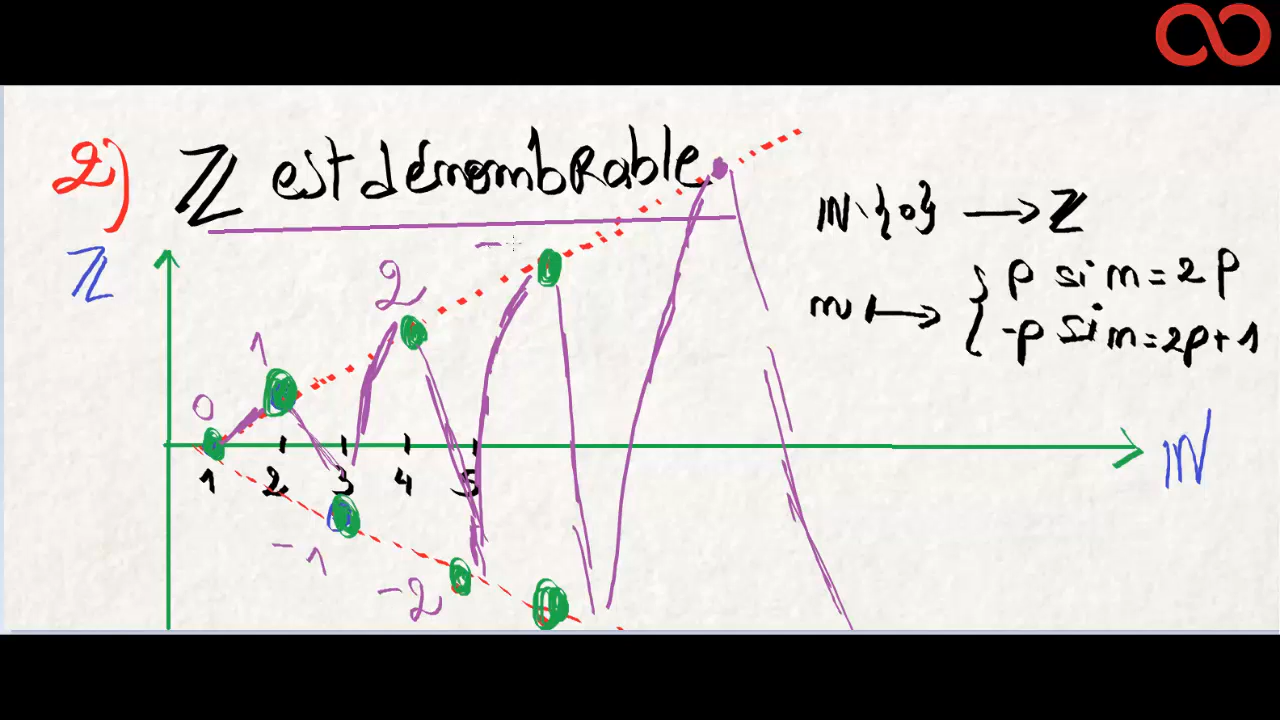 2) ℤ est dénombrable
ℕ \ {0} → ℤ
ℤ
n ↦ { p si n = 2p
-p si n = 2p+1
2
1
0
ℕ
1 2 3 4 5
-1
-2